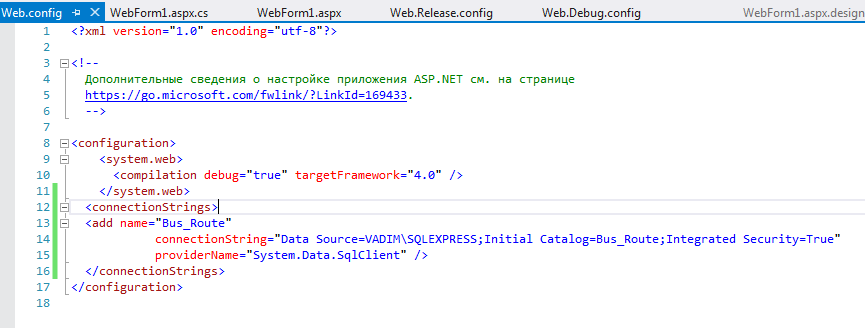 Web.config WebForm1.aspx.cs WebForm1.aspx Web.Release.config Web.Debug.config WebForm1.aspx.design
1 <?xml version="1.0" encoding="utf-8"?>
2
3 <!--
4 Дополнительные сведения о настройке приложения ASP.NET см. на странице
5 https://go.microsoft.com/fwlink/?LinkId=169433.
6 -->
7
8 <configuration>
9 <system.web>
10 <compilation debug="true" targetFramework="4.0" />
11 </system.web>
12 <connectionStrings>
13 <add name="Bus_Route"
14 connectionString="Data Source=VADIM\SQLEXPRESS;Initial Catalog=Bus_Route;Integrated Security=True"
15 providerName="System.Data.SqlClient" />
16 </connectionStrings>
17 </configuration>
18